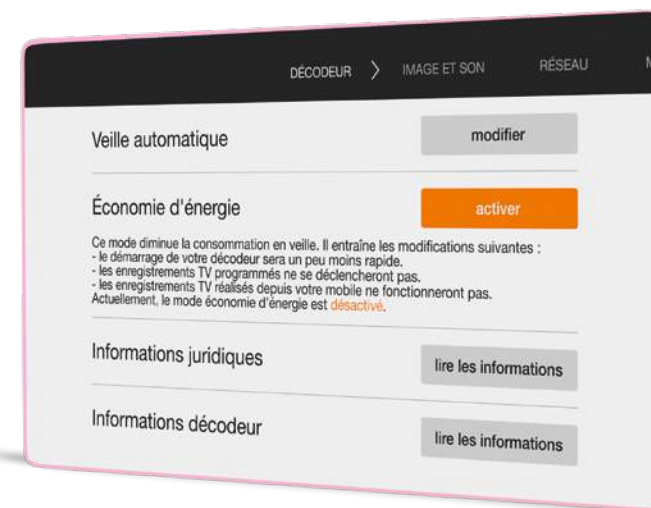 DÉCODEUR > IMAGE ET SON RÉSEAU
Veille automatique modifier
Économie d'énergie activer
Ce mode diminue la consommation en veille. Il entraîne les modifications suivantes :
- le démarrage de votre décodeur sera un peu moins rapide.
- les enregistrements TV programmés ne se déclencheront pas.
- les enregistrements TV réalisés depuis votre mobile ne fonctionneront pas.
Actuellement, le mode économie d'énergie est désactivé.
Informations juridiques lire les informations
Informations décodeur lire les informations